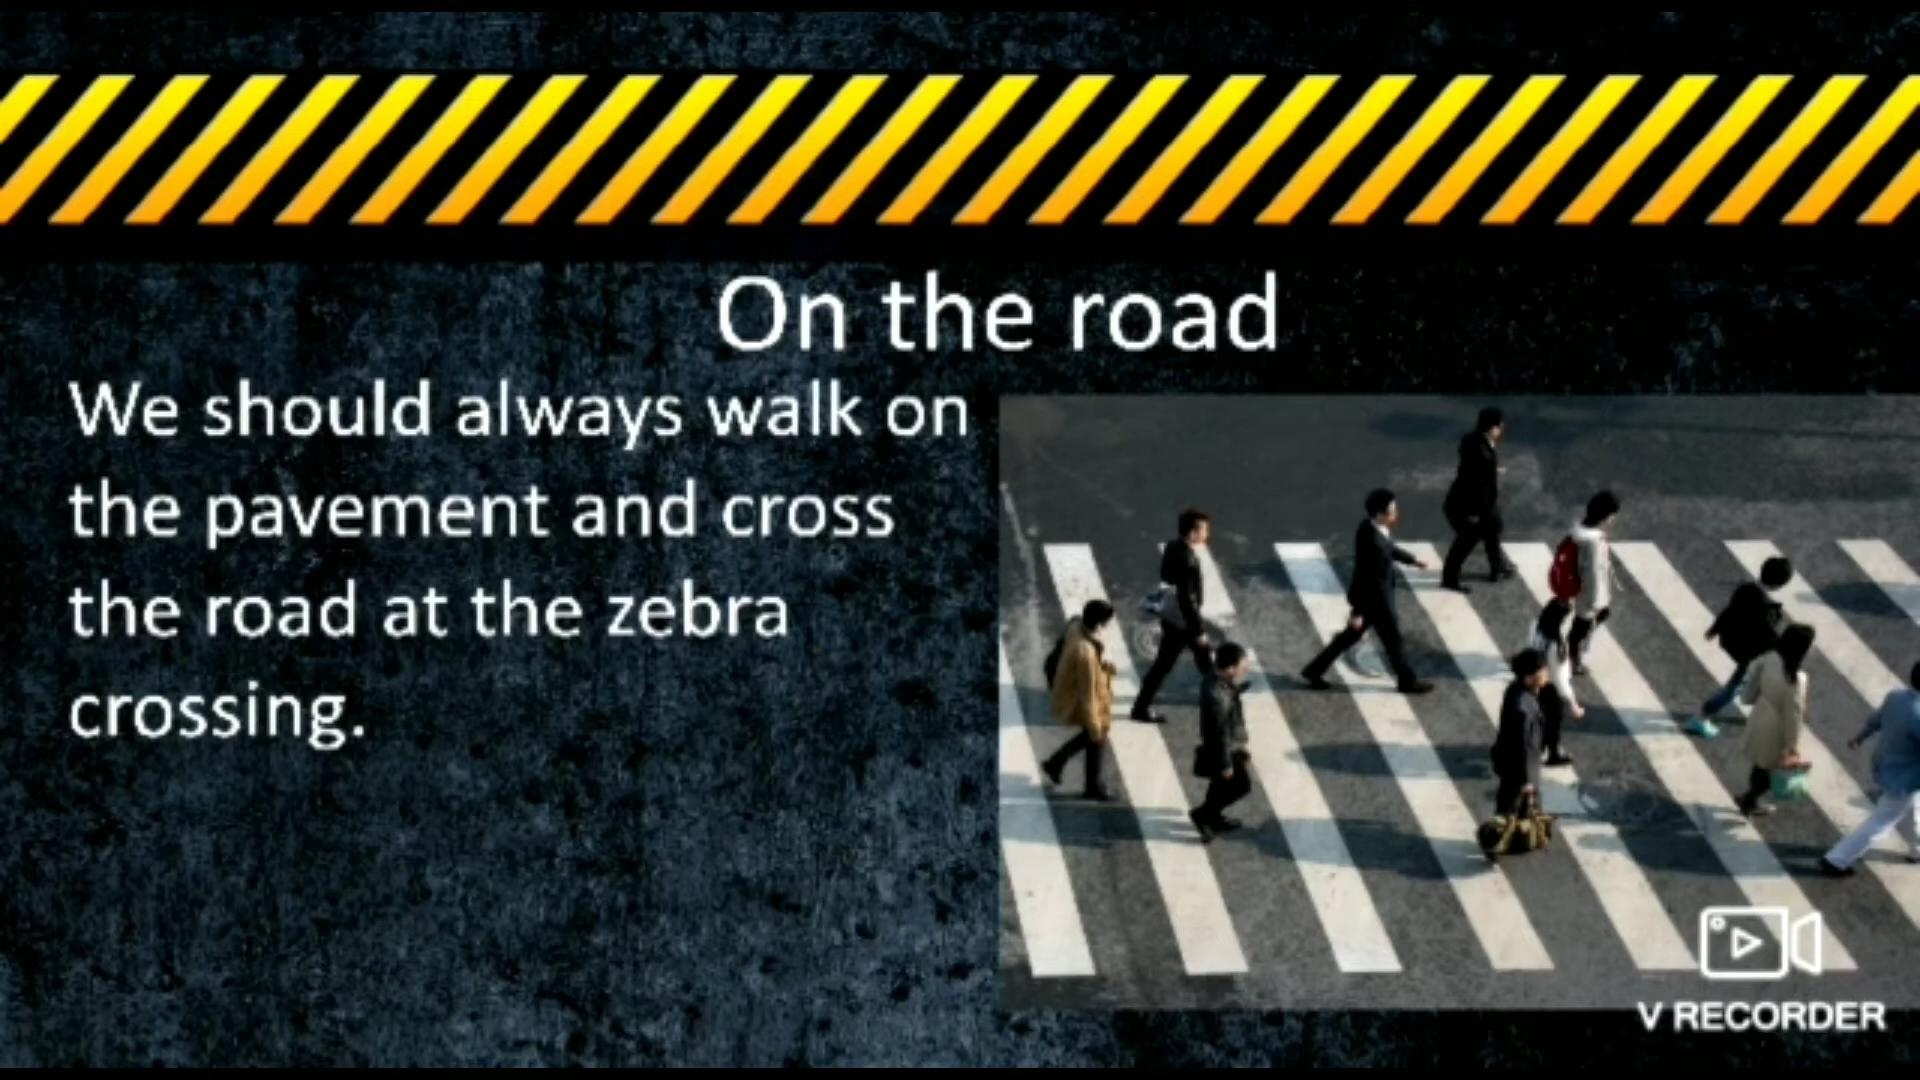 On the road
We should always walk on
the pavement and cross
the road at the zebra
crossing.
V RECORDER